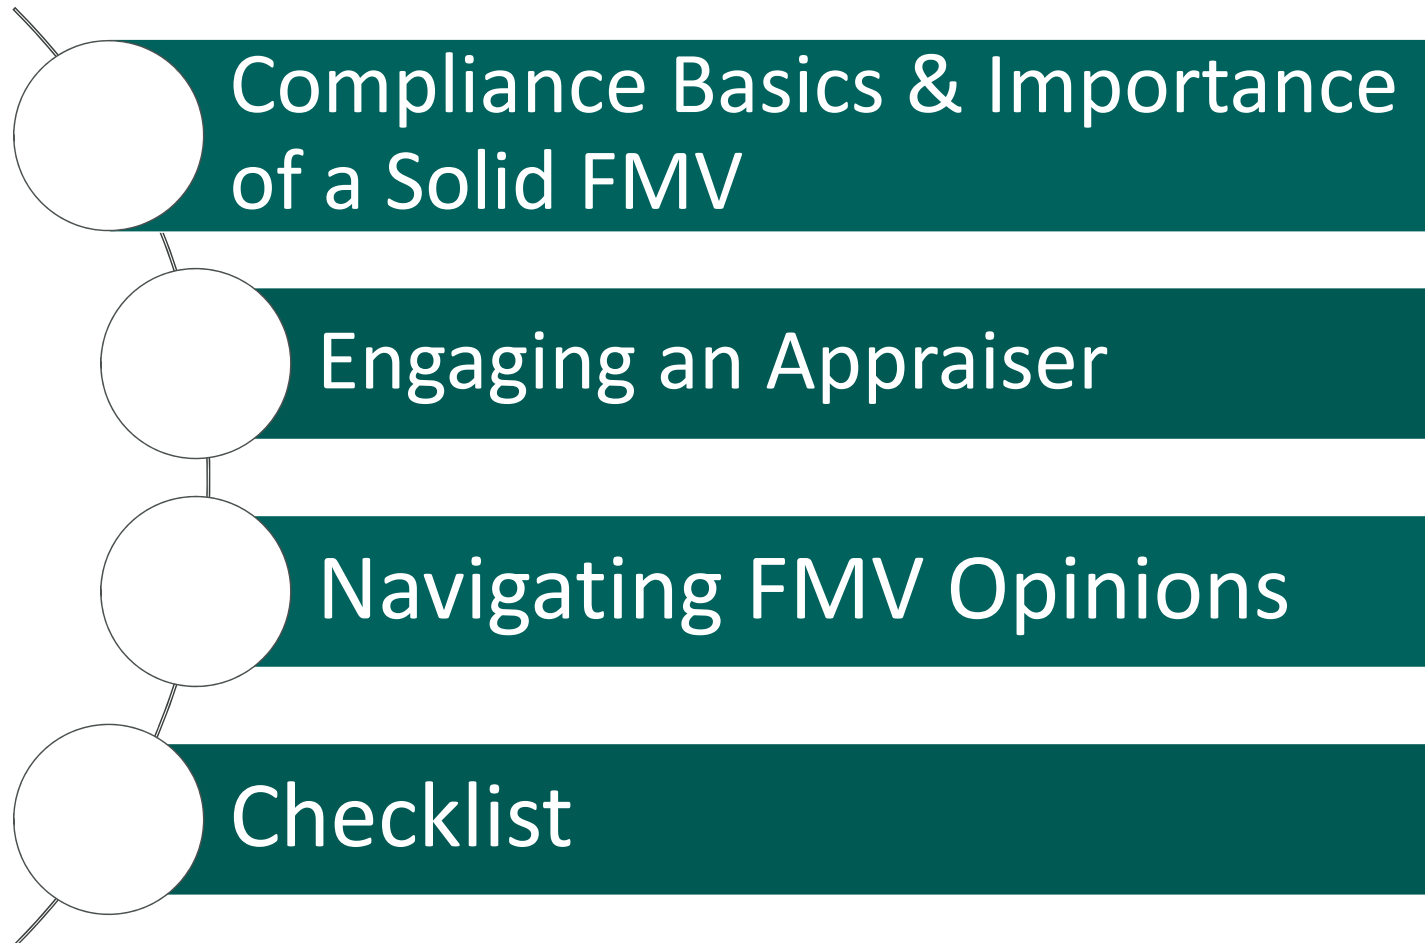 Compliance Basics & Importance
of a Solid FMV
Engaging an Appraiser
Navigating FMV Opinions
Checklist